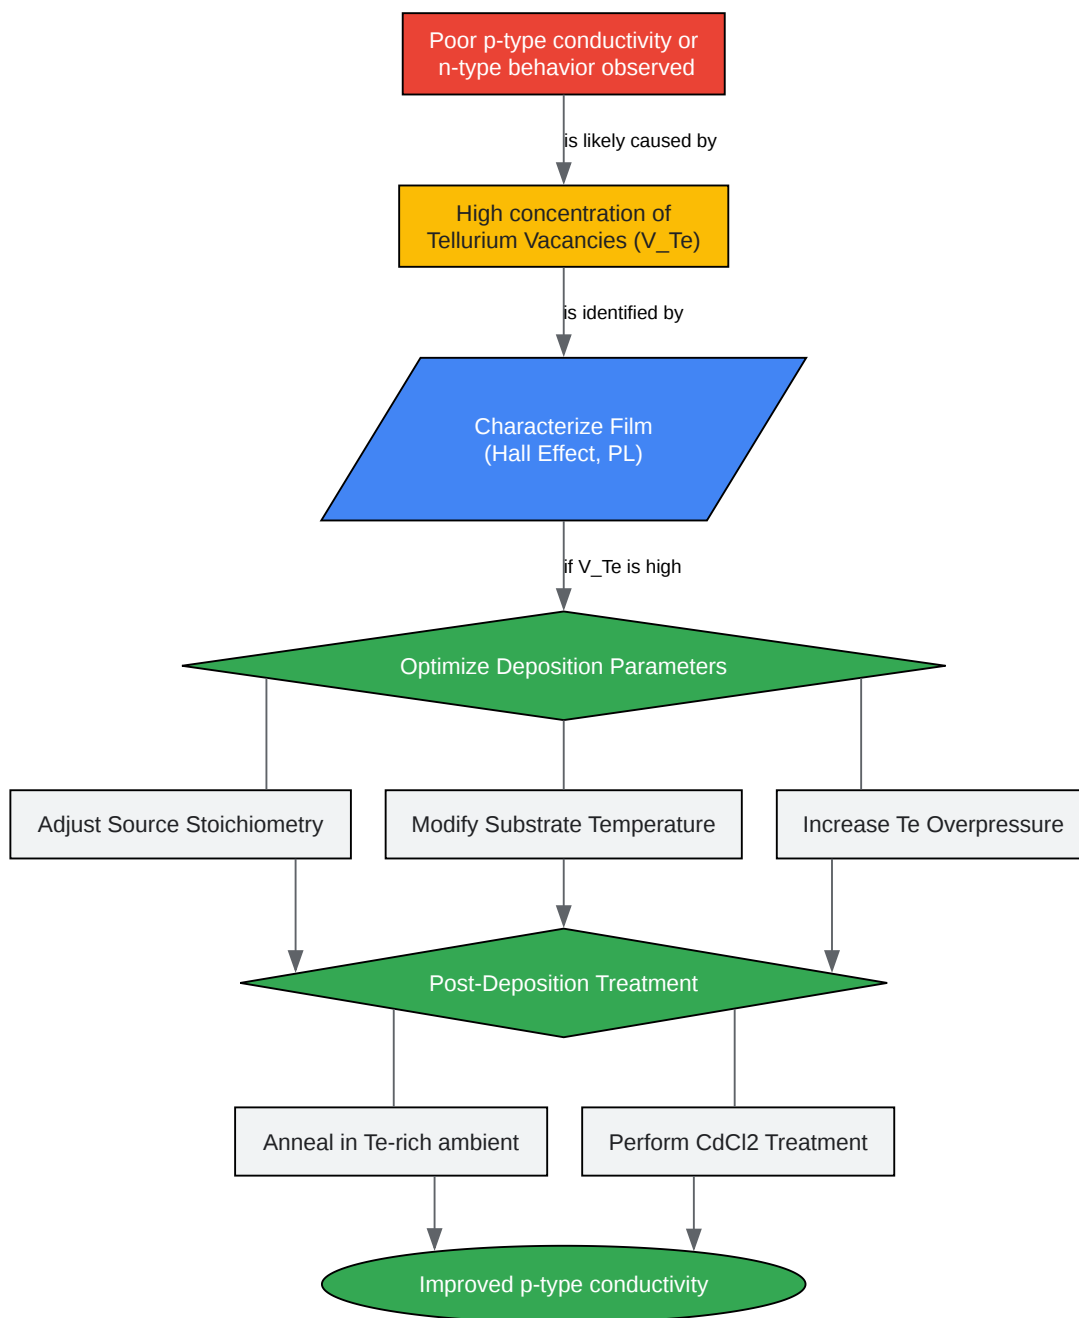 Poor p-type conductivity or
n-type behavior observed
is likely caused by
High concentration of
Tellurium Vacancies (V_Te)
is identified by
Characterize Film
(Hall Effect, PL)
if V_Te is high
Optimize Deposition Parameters
Adjust Source Stoichiometry
Modify Substrate Temperature
Increase Te Overpressure
Post-Deposition Treatment
Anneal in Te-rich ambient
Perform CdCl2 Treatment
Improved p-type conductivity